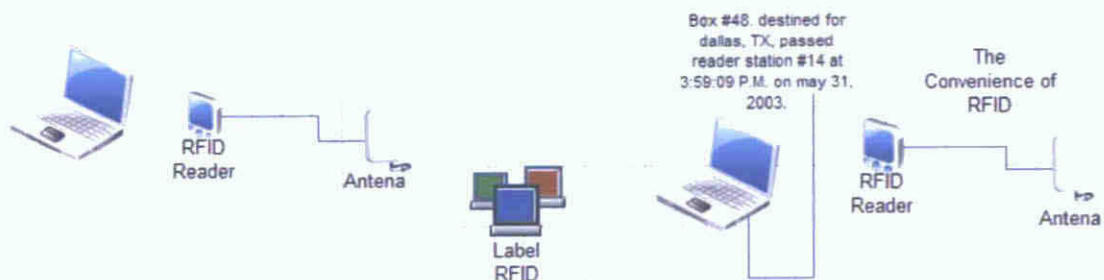 RFID
Reader
Antena
Label
RFID
Box #48. destined for
dallas, TX, passed
reader station #14 at
3:59:09 P.M. on may 31,
2003.
The
Convenience of
RFID
RFID
Reader
Antena